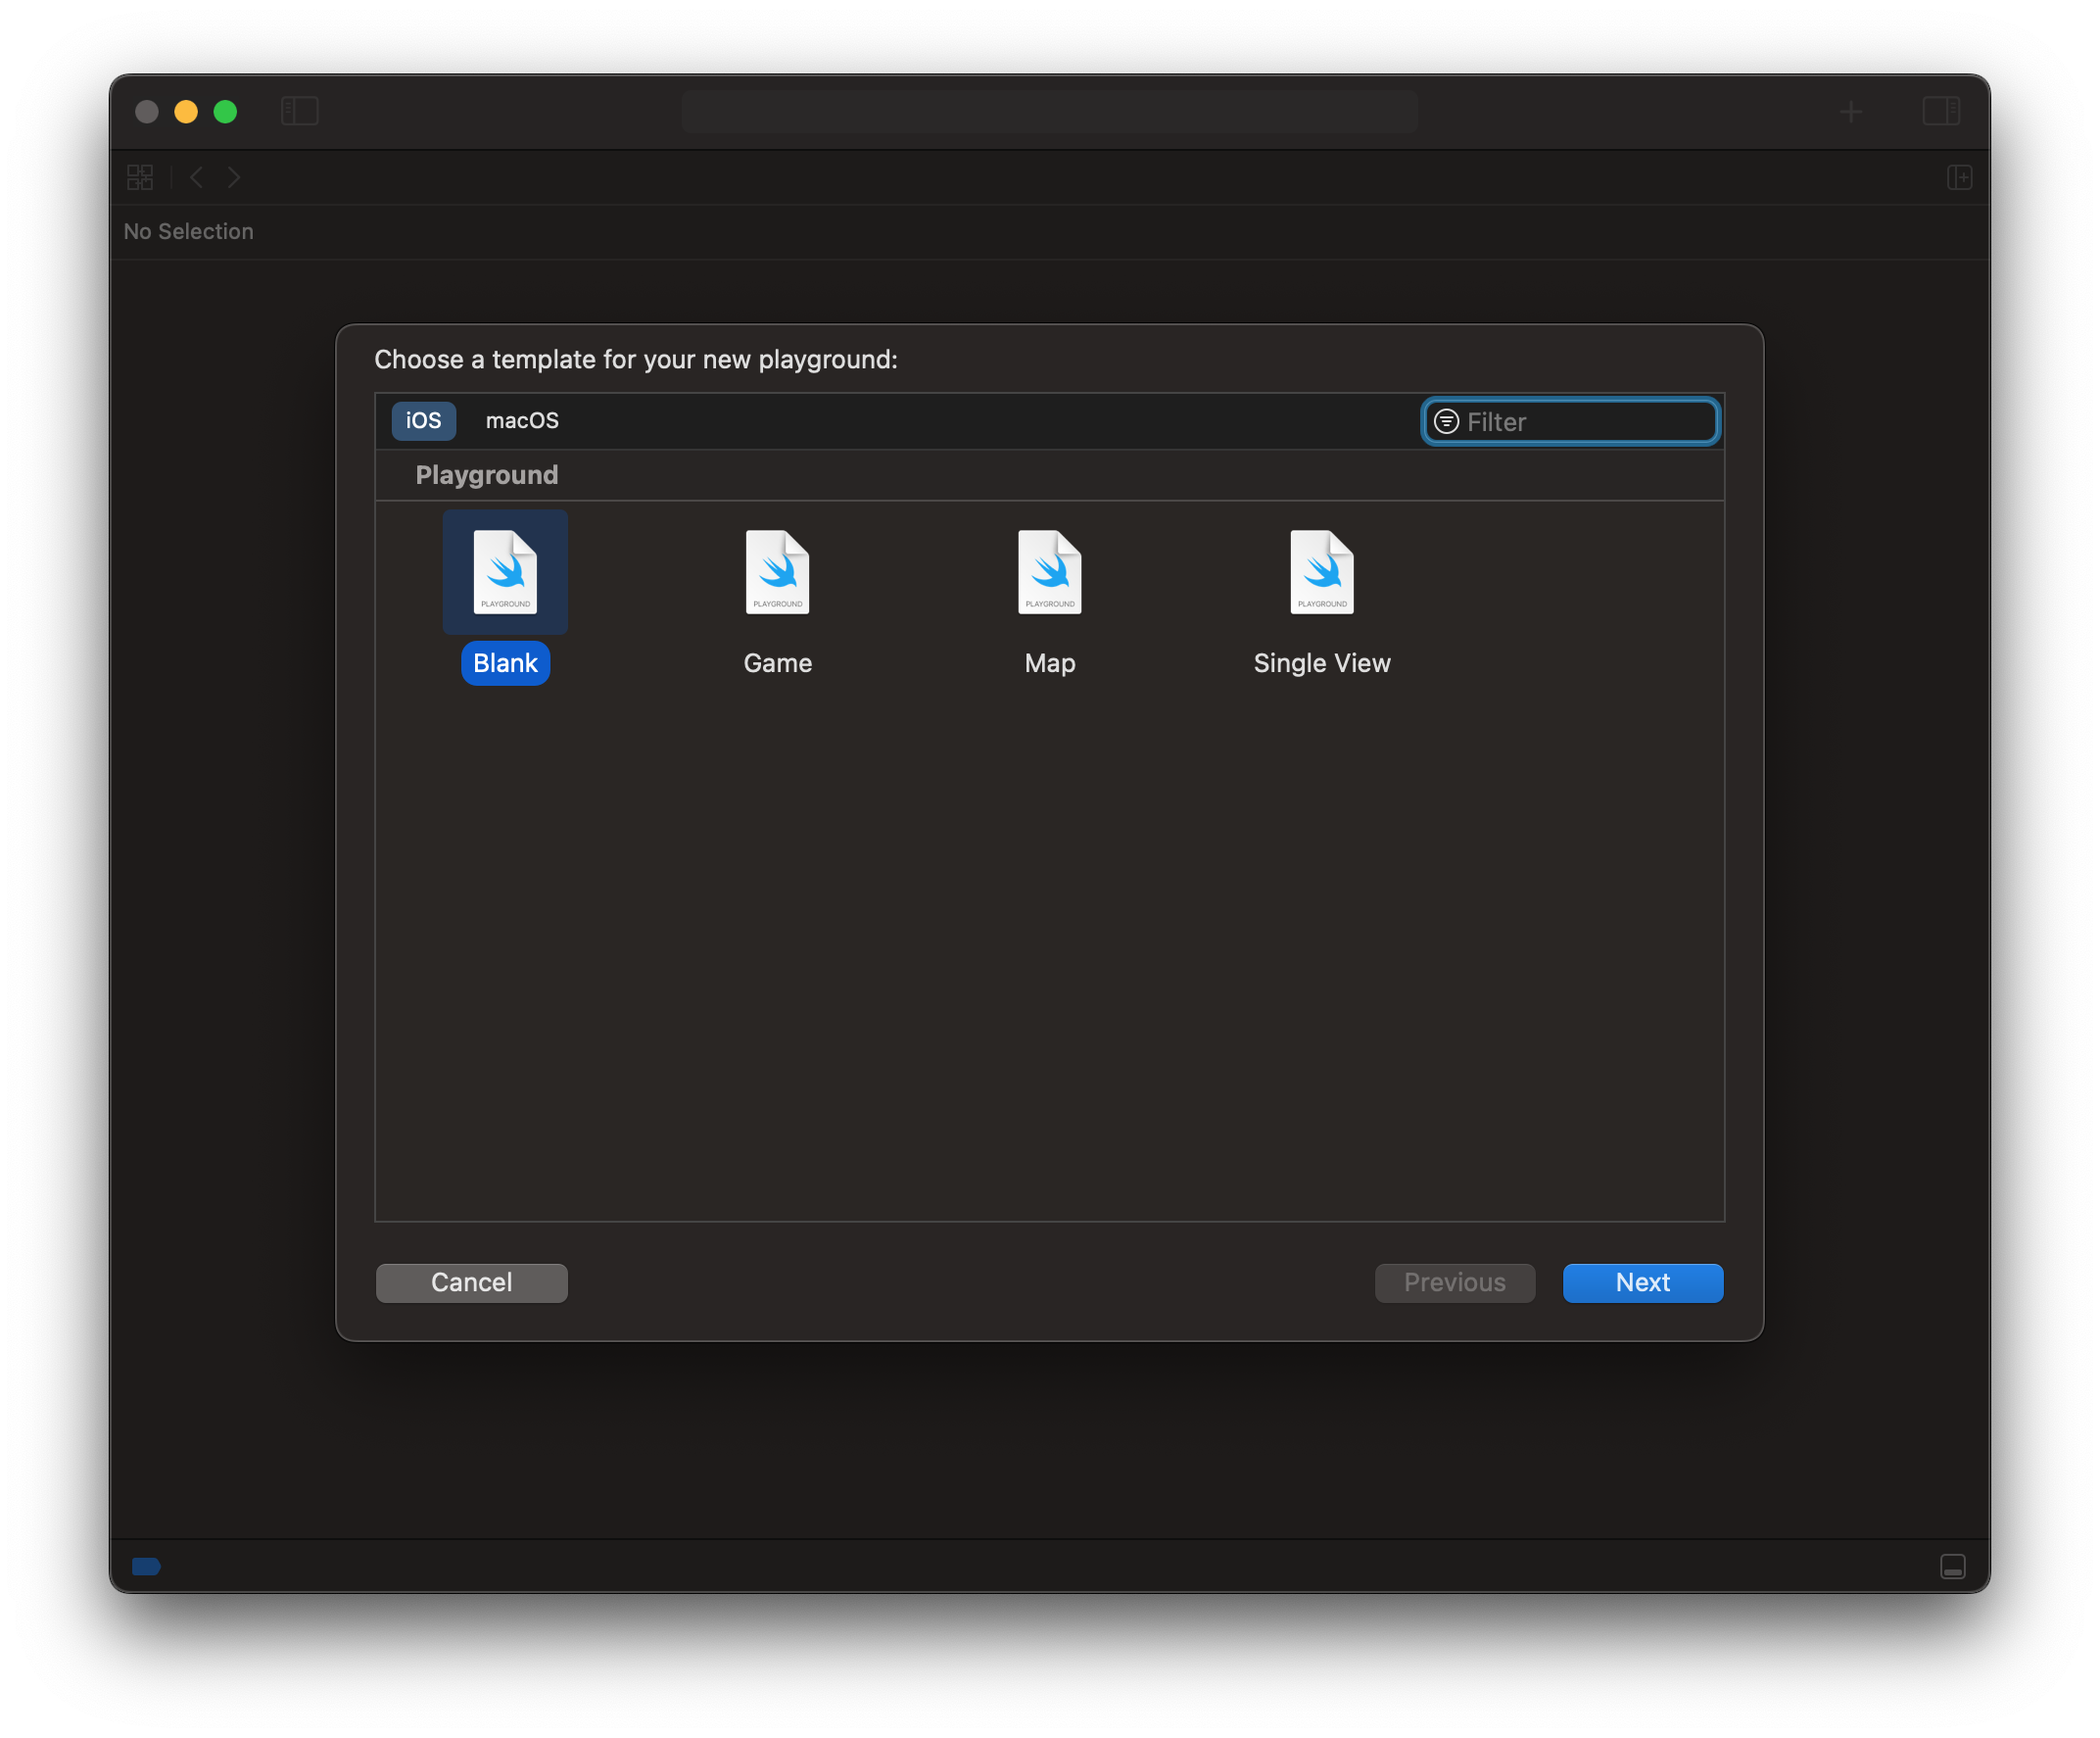 No Selection
Choose a template for your new playground:
iOS macOS Filter
Playground
PLAYGROUND PLAYGROUND PLAYGROUND PLAYGROUND
Blank Game Map Single View
Cancel Previous Next